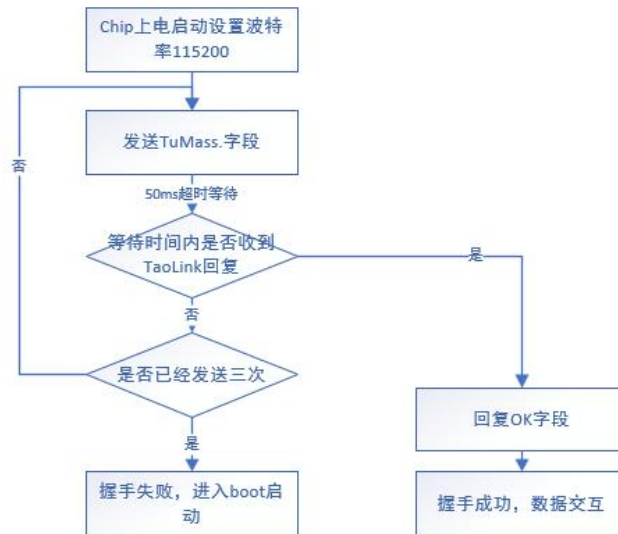 Chip上电启动设置波特
率115200
否
发送TuMass.字段
50ms超时等待
等待时间内是否收到
TaoLink回复
是
否
是否已经发送三次
回复OK字段
是
握手失败，进入boot启
动
握手成功，数据交互